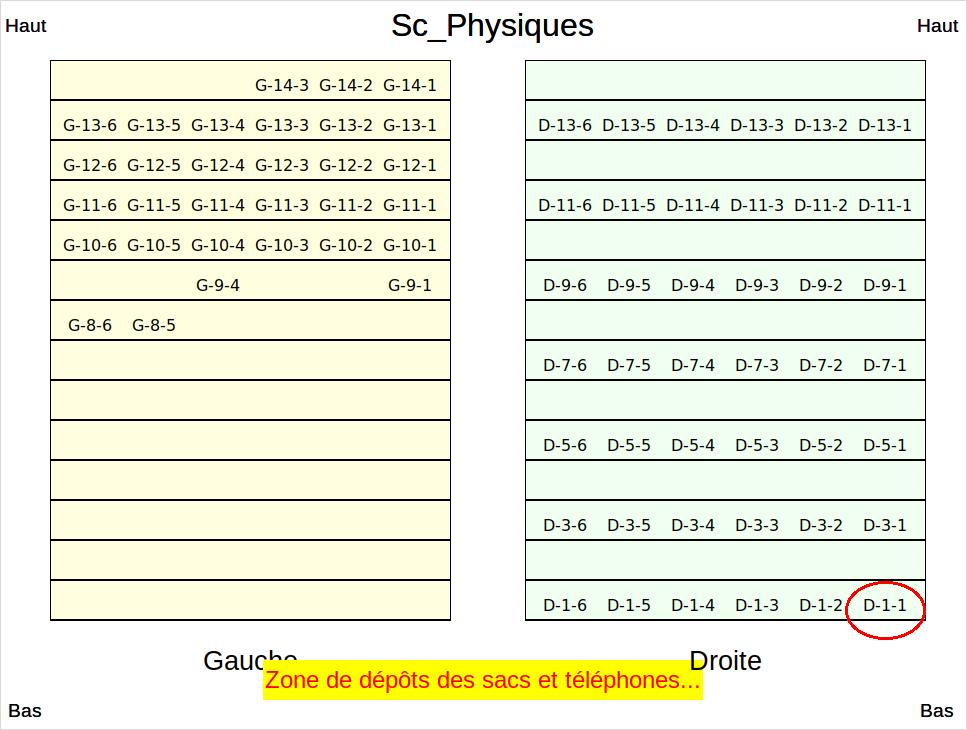 Sc_Physiques
Haut
Haut
G-14-3 G-14-2 G-14-1
G-13-6 G-13-5 G-13-4 G-13-3 G-13-2 G-13-1
G-12-6 G-12-5 G-12-4 G-12-3 G-12-2 G-12-1
G-11-6 G-11-5 G-11-4 G-11-3 G-11-2 G-11-1
G-10-6 G-10-5 G-10-4 G-10-3 G-10-2 G-10-1
G-9-4 G-9-1
G-8-6 G-8-5
D-13-6 D-13-5 D-13-4 D-13-3 D-13-2 D-13-1
D-11-6 D-11-5 D-11-4 D-11-3 D-11-2 D-11-1
D-9-6 D-9-5 D-9-4 D-9-3 D-9-2 D-9-1
D-7-6 D-7-5 D-7-4 D-7-3 D-7-2 D-7-1
D-5-6 D-5-5 D-5-4 D-5-3 D-5-2 D-5-1
D-3-6 D-3-5 D-3-4 D-3-3 D-3-2 D-3-1
D-1-6 D-1-5 D-1-4 D-1-3 D-1-2 D-1-1
Gauche
Droite
Zone de dépôts des sacs et téléphones...
Bas
Bas